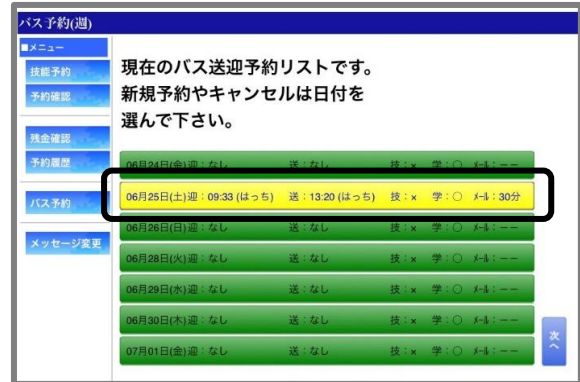 バス予約(週)
■メニュー
技能予約
予約確認
残金確認
予約履歴
バス予約
メッセージ変更
現在のバス送迎予約リストです。
新規予約やキャンセルは日付を
選んで下さい。
06月24日(金)迎：なし 送：なし 技：× 学：○ ﾒｰﾙ：－－
06月25日(土)迎：09:33 (はっち) 送：13:20 (はっち) 技：× 学：○ ﾒｰﾙ：30分
06月26日(日)迎：なし 送：なし 技：× 学：○ ﾒｰﾙ：－－
06月28日(火)迎：なし 送：なし 技：× 学：○ ﾒｰﾙ：－－
06月29日(水)迎：なし 送：なし 技：× 学：○ ﾒｰﾙ：－－
06月30日(木)迎：なし 送：なし 技：× 学：○ ﾒｰﾙ：－－
07月01日(金)迎：なし 送：なし 技：× 学：○ ﾒｰﾙ：－－
次へ